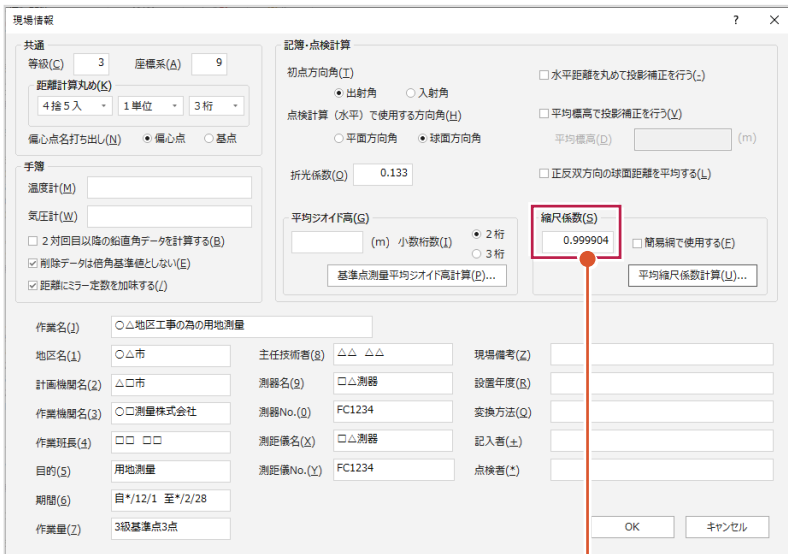 現場情報
? ×
共通
等級(C) 3 座標系(A) 9
距離計算丸め(K)
4捨5入 1単位 3桁
偏心点名打ち出し(N) 偏心点 基点
手簿
温度計(M)
気圧計(W)
2対回目以降の鉛直角データを計算する(B)
削除データは倍角基準値としない(E)
距離にミラー定数を加味する(/)
記簿・点検計算
初点方向角(T)
出射角 入射角
点検計算（水平）で使用する方向角(H)
平面方向角 球面方向角
折光係数(O) 0.133
水平距離を丸めて投影補正を行う(-)
平均標高で投影補正を行う(V)
平均標高(D) (m)
正反双方向の球面距離を平均する(L)
平均ジオイド高(G)
(m) 小数桁数(I) 2桁
3桁
基準点測量平均ジオイド高計算(P)...
縮尺係数(S)
0.999904 簡易網で使用する(F)
平均縮尺係数計算(U)...
作業名(J) ○△地区工事の為の用地測量
地区名(1) ○△市 主任技術者(8) △△ △△ 現場備考(Z)
計画機関名(2) △□市 測器名(9) □△測器 設置年度(R)
作業機関名(3) ○□測量株式会社 測器No.(0) FC1234 変換方法(Q)
作業班長(4) □□ □□ 測距儀名(X) □△測器 記入者(+)
目的(5) 用地測量 測距儀No.(Y) FC1234 点検者(*)
期間(6) 自*/12/1 至*/2/28
作業量(7) 3級基準点3点
OK キャンセル